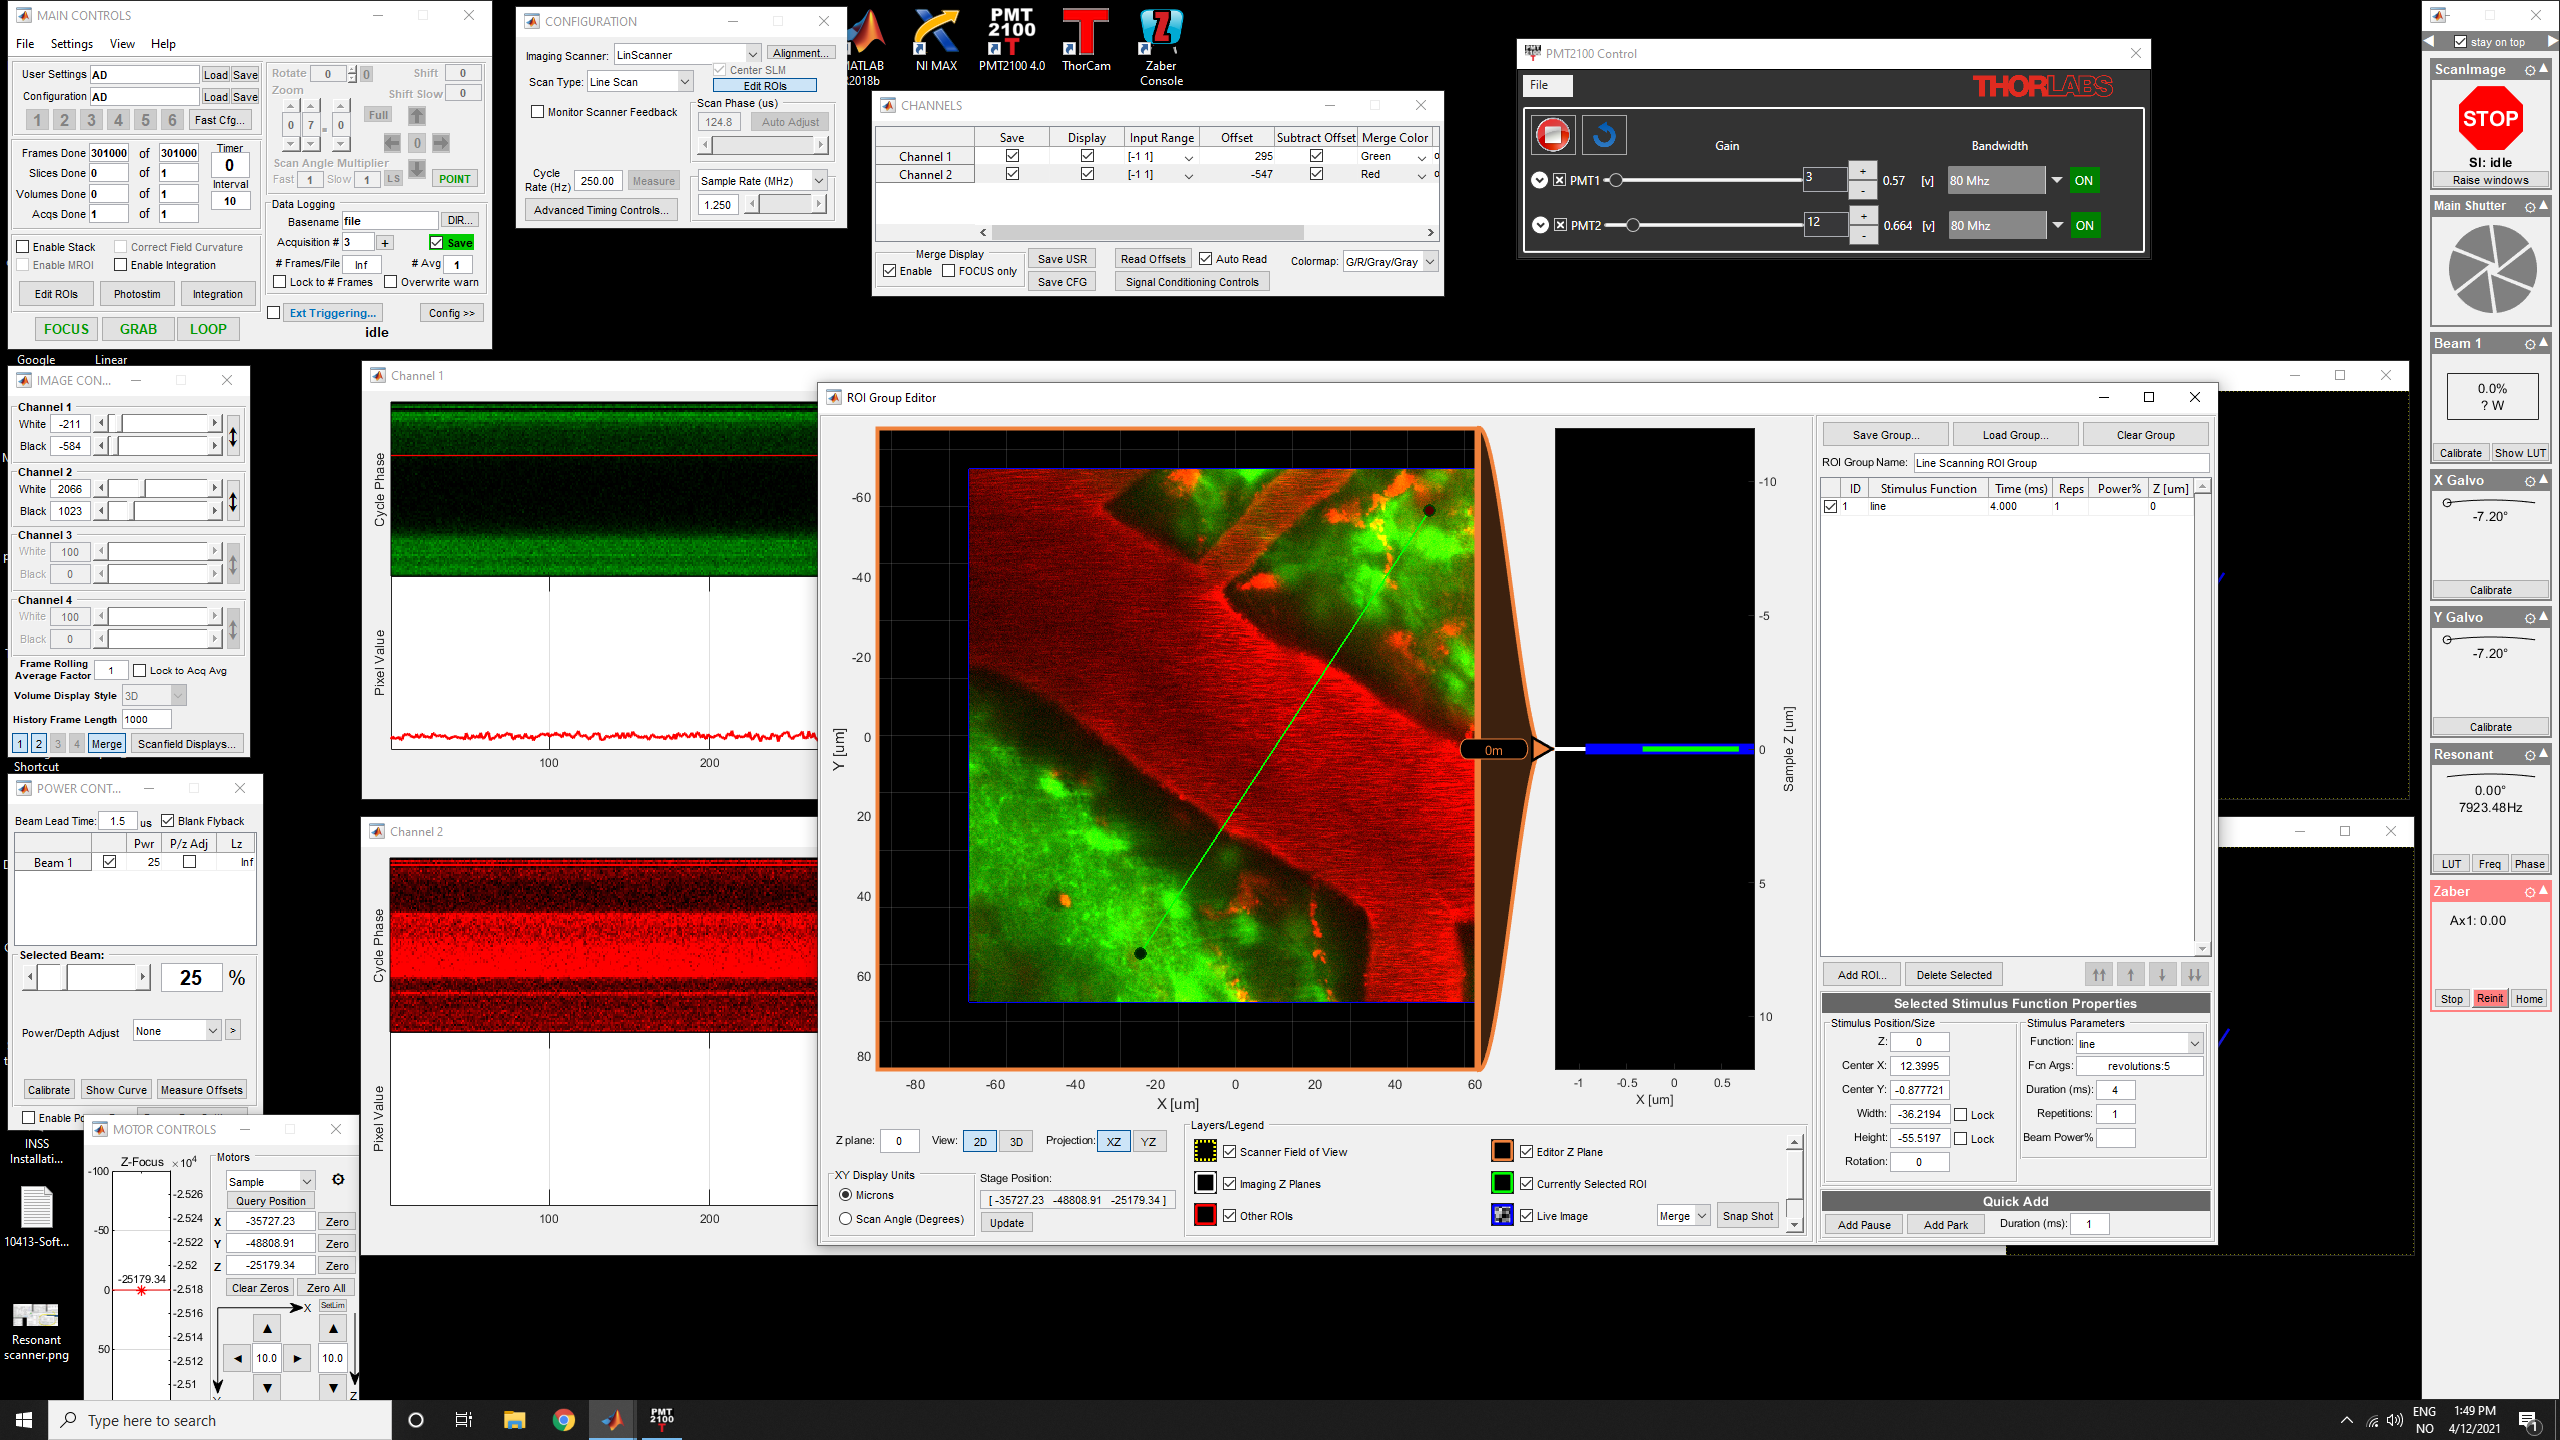 MAIN CONTROLS
File Settings View Help
User Settings AD Load Save
Configuration AD Load Save
1 2 3 4 5 6 Fast Cfg...
Frames Done 301000 of 301000
Slices Done 0 of 1
Volumes Done 0 of 1
Acqs Done 1 of 1
Timer
0
Interval
10
Enable Stack Correct Field Curvature
Enable MROI Enable Integration
Edit ROIs Photostim Integration
FOCUS GRAB LOOP
Rotate 0 0 Shift 0
Zoom Shift Slow 0
0 7 . 0 Full 0
Scan Angle Multiplier
Fast 1 Slow 1 LS POINT
Data Logging
Basename file DIR...
Acquisition # 3 + Save
# Frames/File Inf # Avg 1
Lock to # Frames Overwrite warn
Ext Triggering... Config >>
idle
CONFIGURATION
Imaging Scanner: LinScanner Alignment...
Center SLM
Scan Type: Line Scan Edit ROIs
Monitor Scanner Feedback
Scan Phase (us)
124.8 Auto Adjust
Cycle
Rate (Hz) 250.00 Measure
Sample Rate (MHz)
1.250
Advanced Timing Controls...
MATLAB
R2018b
NI MAX
PMT
2100
PMT2100 4.0
ThorCam
Zaber
Console
CHANNELS
Save Display Input Range Offset Subtract Offset Merge Color
Channel 1 [-1 1] 295 Green
Channel 2 [-1 1] -547 Red
Merge Display
Enable FOCUS only
Save USR
Save CFG
Read Offsets Auto Read
Signal Conditioning Controls
Colormap: G/R/Gray/Gray
PMT2100 Control
File
THORLABS
Gain Bandwidth
PMT1 3 + - 0.57 [v] 80 Mhz ON
PMT2 12 + - 0.664 [v] 80 Mhz ON
stay on top
ScanImage
STOP
SI: idle
Raise windows
Main Shutter
Beam 1
0.0%
? W
Calibrate Show LUT
X Galvo
-7.20°
Calibrate
Y Galvo
-7.20°
Calibrate
Resonant
0.00°
7923.48Hz
LUT Freq Phase
Zaber
Ax1: 0.00
Stop Reinit Home
Google
Linear
IMAGE CON...
Channel 1
White -211
Black -584
Channel 2
White 2066
Black 1023
Channel 3
White 100
Black 0
Channel 4
White 100
Black 0
Frame Rolling
Average Factor 1 Lock to Acq Avg
Volume Display Style 3D
History Frame Length 1000
1 2 3 4 Merge Scanfield Displays...
Shortcut
POWER CONT...
Beam Lead Time: 1.5 us Blank Flyback
Pwr P/z Adj Lz
Beam 1 25 Inf
Selected Beam:
25 %
Power/Depth Adjust None >
Calibrate Show Curve Measure Offsets
INSS
Installati...
10413-Soft...
Resonant
scanner.png
MOTOR CONTROLS
Z-Focus ×10⁴
-100
-50
0
50
-25179.34
-2.526
-2.524
-2.522
-2.52
-2.518
-2.516
-2.514
-2.512
-2.51
Motors
Sample
Query Position
X -35727.23 Zero
Y -48808.91 Zero
Z -25179.34 Zero
Clear Zeros Zero All
X SetLim
10.0 10.0
Z
Channel 1
Cycle Phase
Pixel Value
100 200
Channel 2
Cycle Phase
Pixel Value
100 200
ROI Group Editor
-60
-40
-20
0
20
40
60
80
Y [um]
-80 -60 -40 -20 0 20 40 60
X [um]
0m
-10
-5
0
5
10
Sample Z [um]
-1 -0.5 0 0.5
X [um]
Z plane: 0 View: 2D 3D Projection: XZ YZ
XY Display Units
Microns
Scan Angle (Degrees)
Stage Position:
[ -35727.23 -48808.91 -25179.34 ]
Update
Layers/Legend
Scanner Field of View Editor Z Plane
Imaging Z Planes Currently Selected ROI
Other ROIs Live Image Merge Snap Shot
Save Group... Load Group... Clear Group
ROI Group Name: Line Scanning ROI Group
ID Stimulus Function Time (ms) Reps Power% Z [um]
1 line 4.000 1 0
Add ROI... Delete Selected
Selected Stimulus Function Properties
Stimulus Position/Size
Z: 0
Center X: 12.3995
Center Y: -0.877721
Width: -36.2194 Lock
Height: -55.5197 Lock
Rotation: 0
Stimulus Parameters
Function: line
Fcn Args: revolutions:5
Duration (ms): 4
Repetitions: 1
Beam Power%
Quick Add
Add Pause Add Park Duration (ms): 1
Type here to search
PMT
2100
ENG
NO
1:49 PM
4/12/2021
1